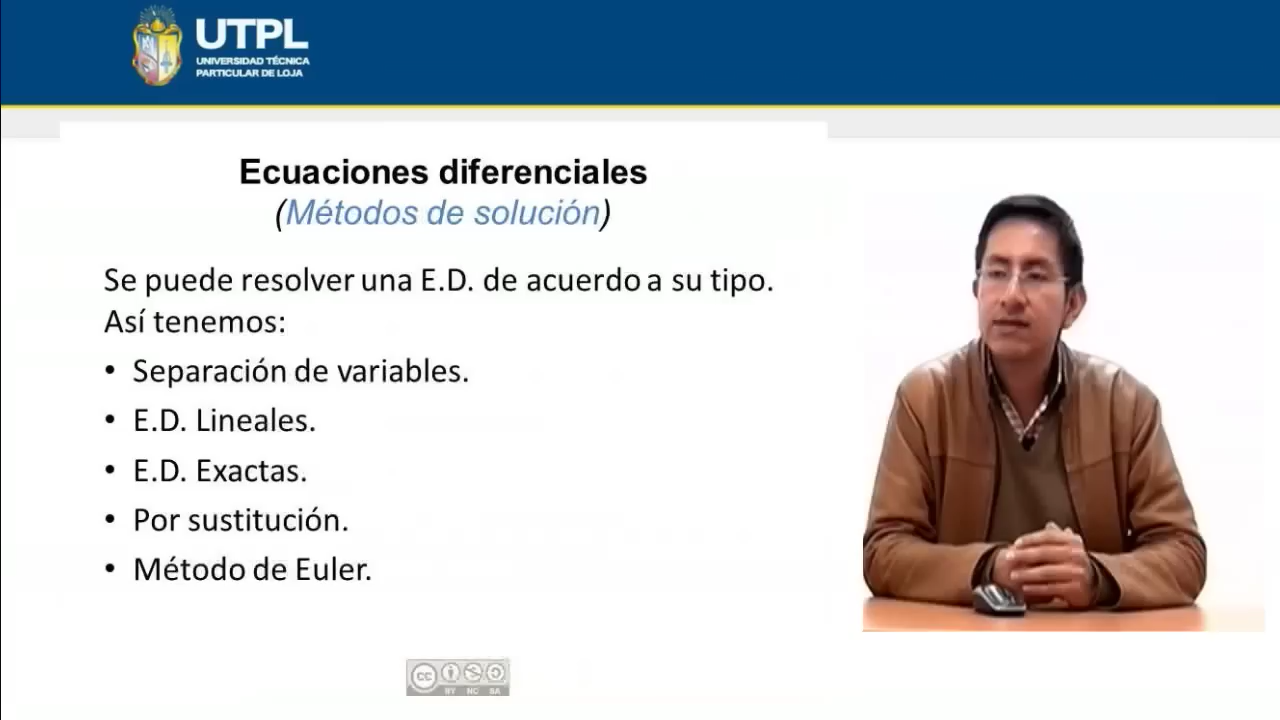 UTPL
UNIVERSIDAD TÉCNICA
PARTICULAR DE LOJA
Ecuaciones diferenciales
(Métodos de solución)
Se puede resolver una E.D. de acuerdo a su tipo.
Así tenemos:
• Separación de variables.
• E.D. Lineales.
• E.D. Exactas.
• Por sustitución.
• Método de Euler.
cc
BY NC SA